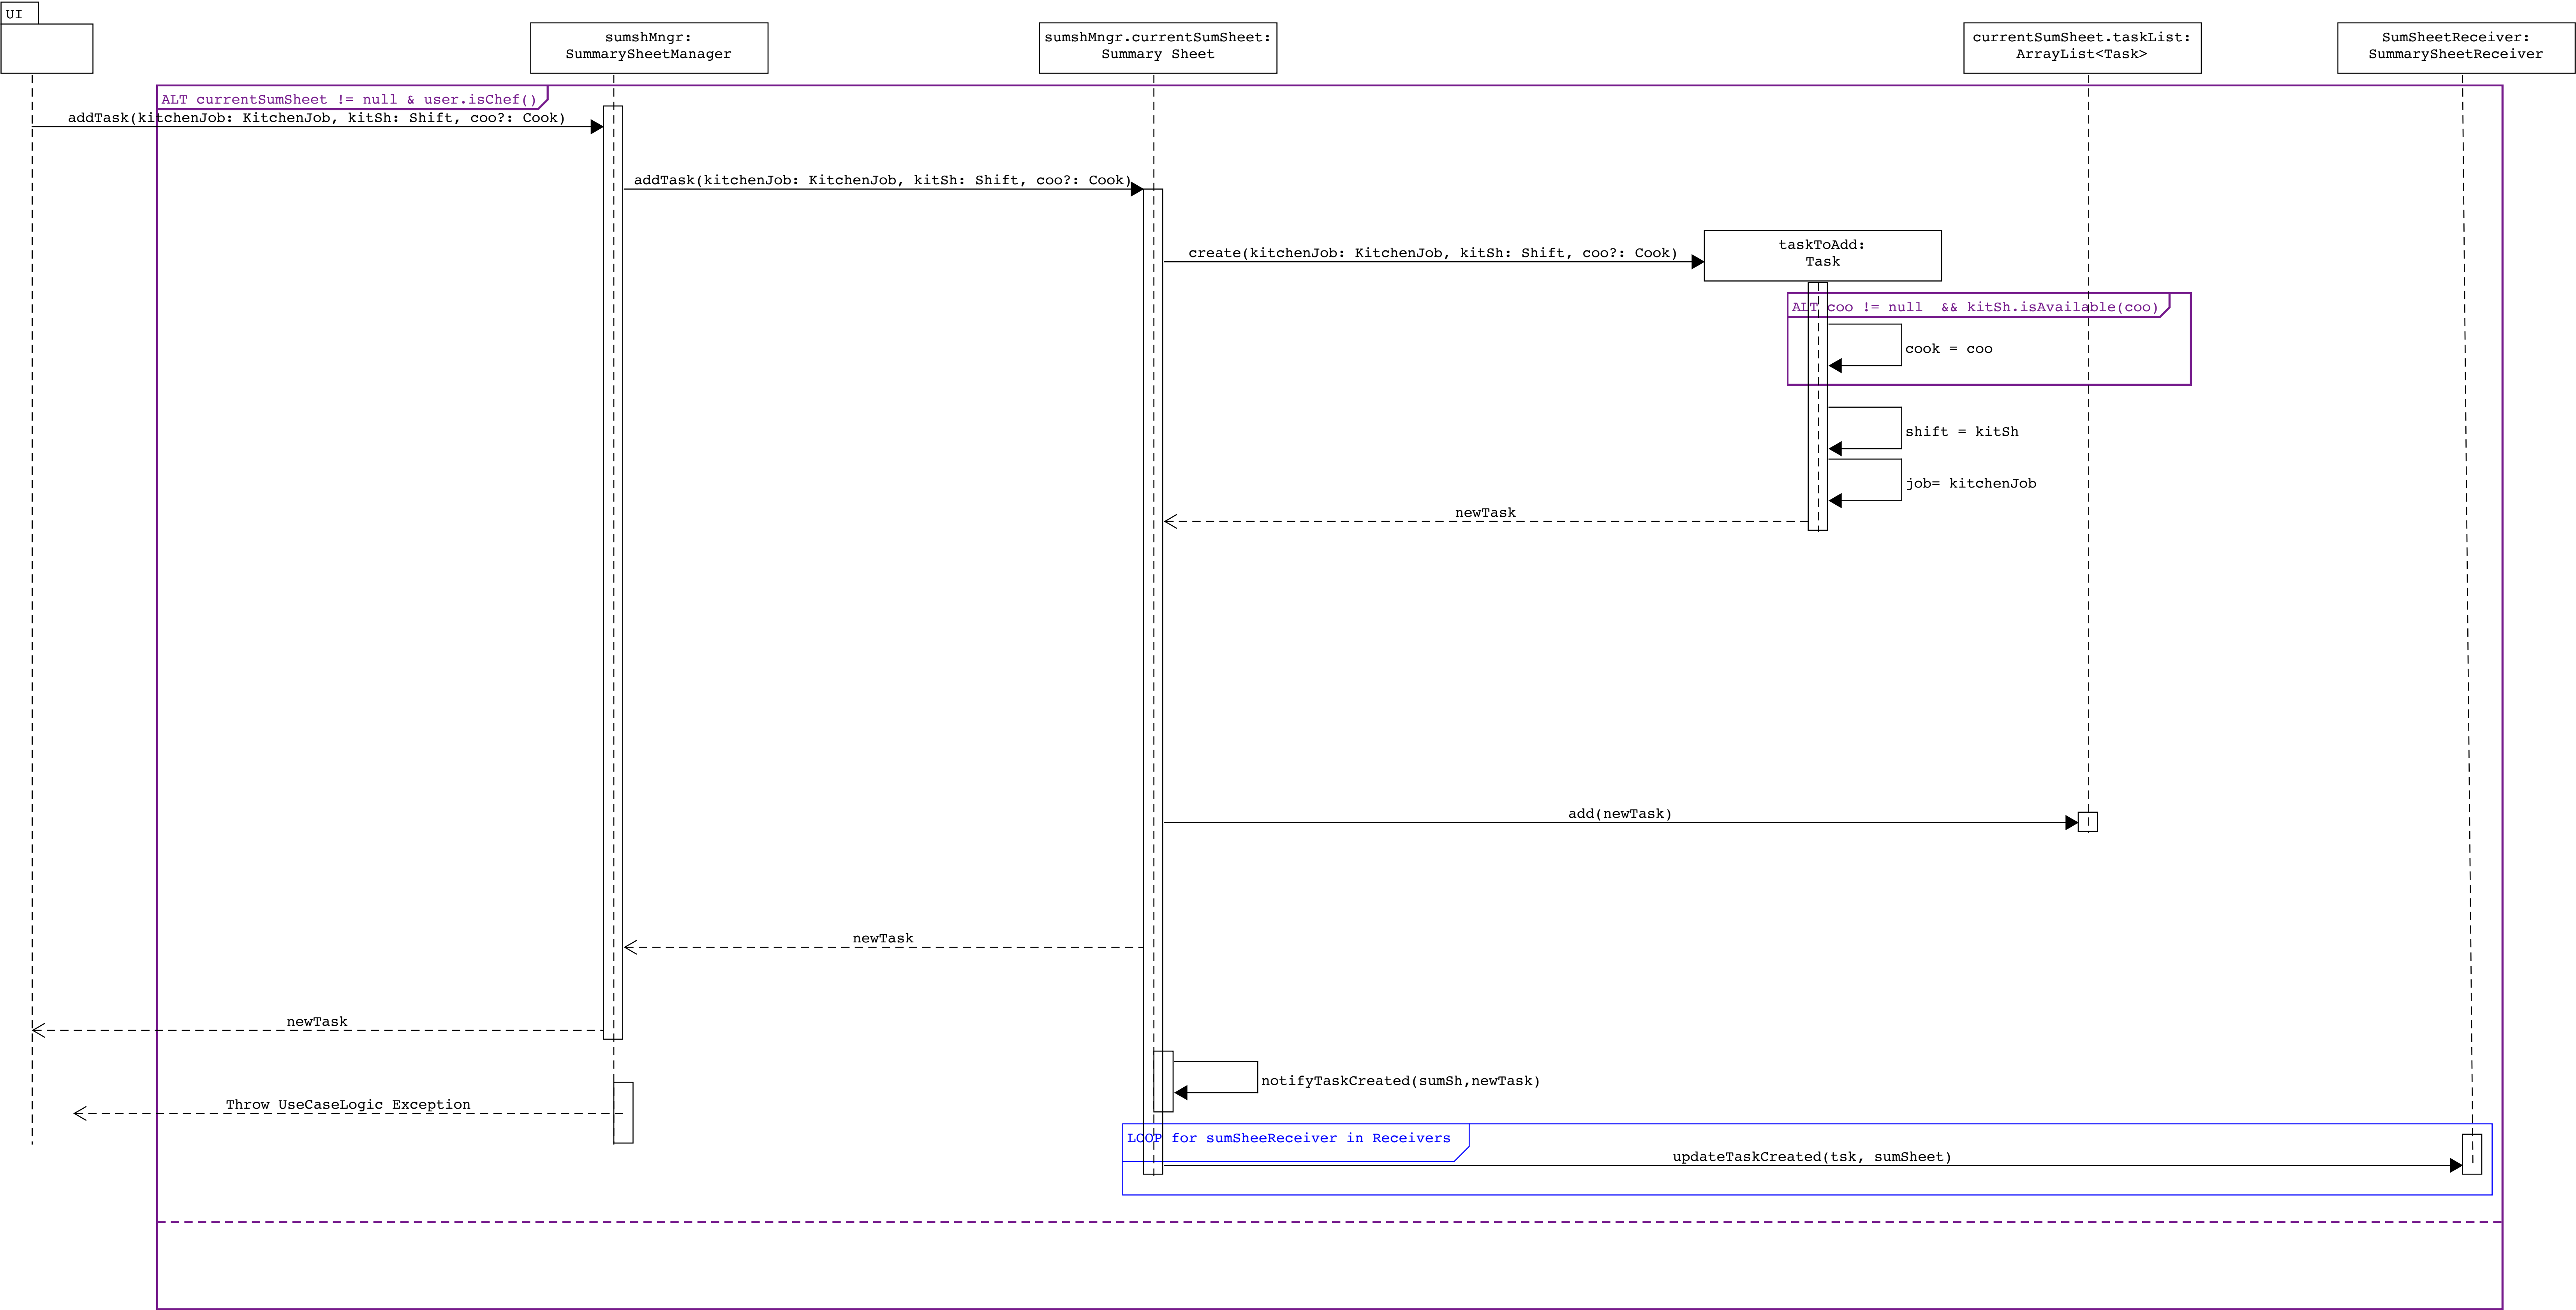 UI
sumshMngr:
SummarySheetManager
sumshMngr.currentSumSheet:
Summary Sheet
currentSumSheet.taskList:
ArrayList<Task>
SumSheetReceiver:
SummarySheetReceiver
ALT currentSumSheet != null & user.isChef()
addTask(kitchenJob: KitchenJob, kitSh: Shift, coo?: Cook)
addTask(kitchenJob: KitchenJob, kitSh: Shift, coo?: Cook)
create(kitchenJob: KitchenJob, kitSh: Shift, coo?: Cook)
taskToAdd:
Task
ALT coo != null  && kitSh.isAvailable(coo)
cook = coo
shift = kitSh
job= kitchenJob
newTask
add(newTask)
newTask
newTask
notifyTaskCreated(sumSh,newTask)
Throw UseCaseLogic Exception
LOOP for sumSheeReceiver in Receivers
updateTaskCreated(tsk, sumSheet)